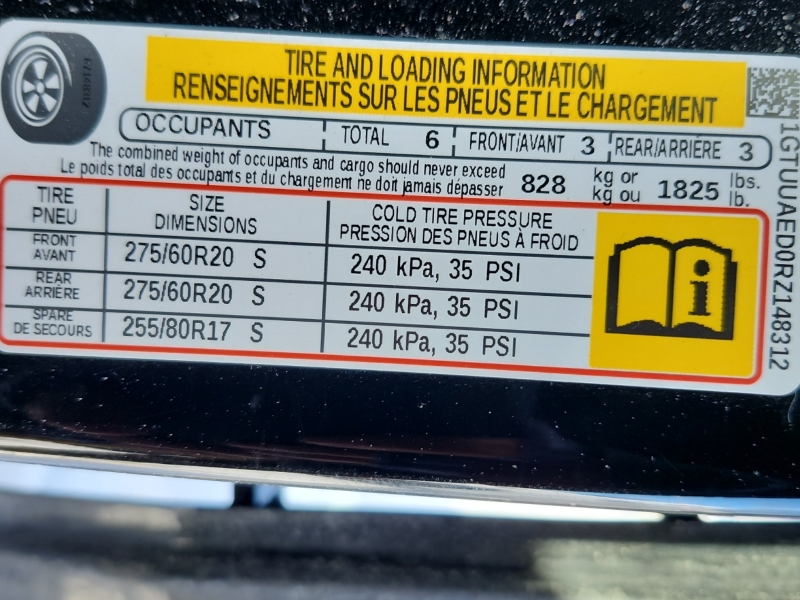 TIRE AND LOADING INFORMATION
RENSEIGNEMENTS SUR LES PNEUS ET LE CHARGEMENT
OCCUPANTS TOTAL 6 FRONT/AVANT 3 REAR/ARRIÈRE 3
The combined weight of occupants and cargo should never exceed 828 kg or 1825 lbs.
Le poids total des occupants et du chargement ne doit jamais dépasser kg ou lb.
TIRE SIZE COLD TIRE PRESSURE
PNEU DIMENSIONS PRESSION DES PNEUS À FROID
FRONT
AVANT 275/60R20 S 240 kPa, 35 PSI
REAR
ARRIÈRE 275/60R20 S 240 kPa, 35 PSI
SPARE
DE SECOURS 255/80R17 S 240 kPa, 35 PSI
1GTUUAED0RZ148312